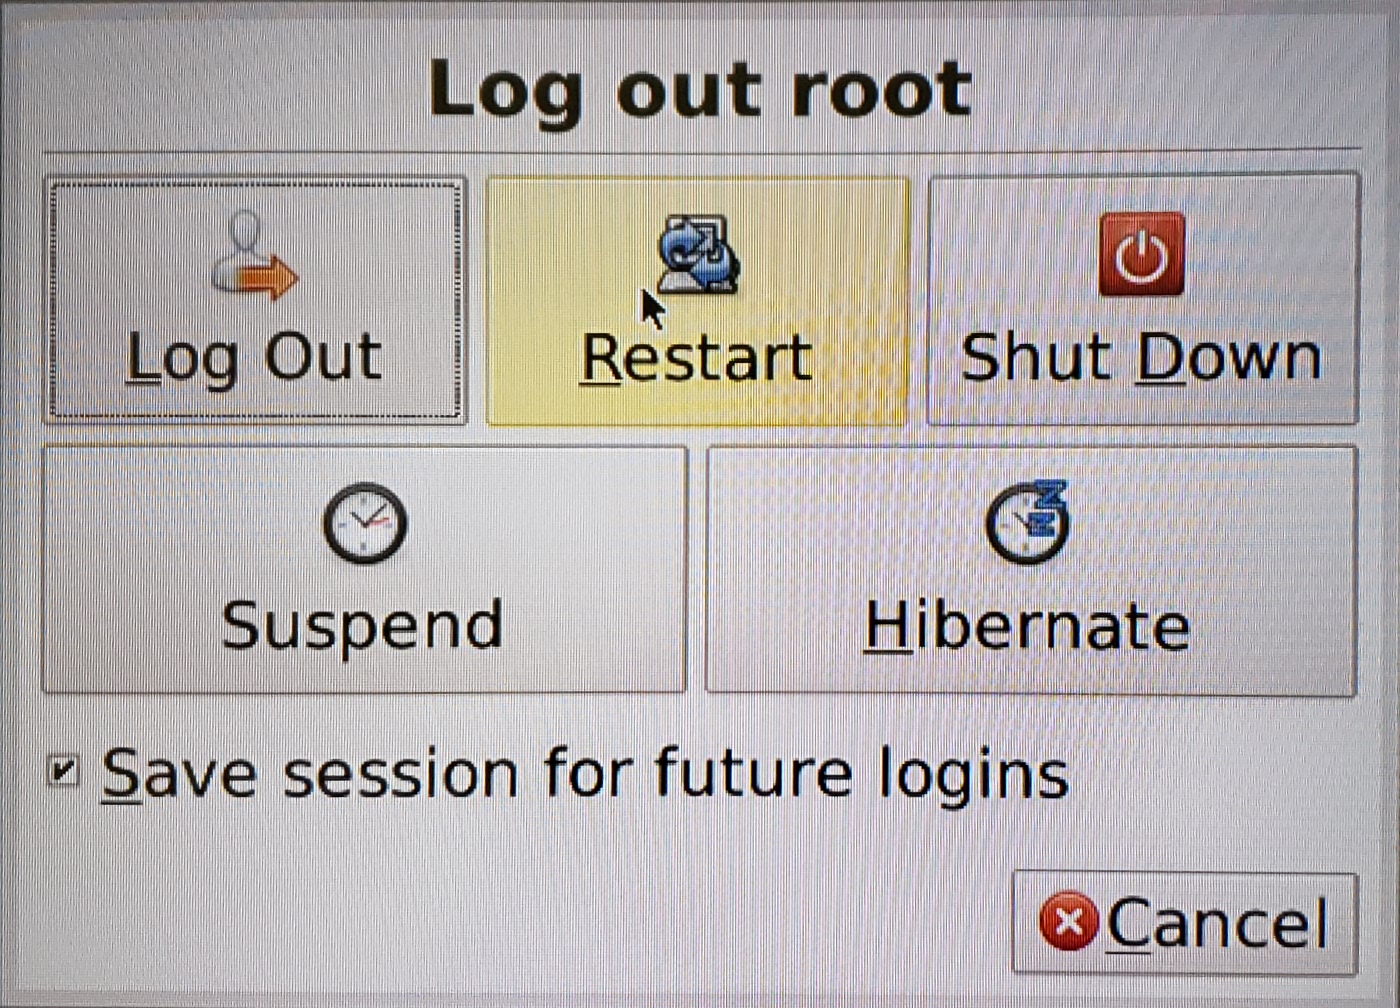 Log out root
Log Out Restart Shut Down
Suspend Hibernate
Save session for future logins
Cancel